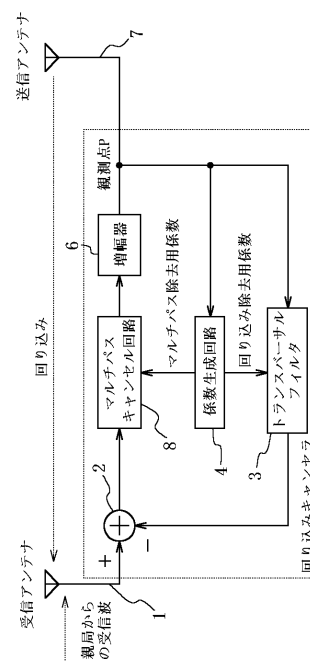 回り込み
受信アンテナ
送信アンテナ
親局から
の受信波
1
+
−
2
マルチパス
キャンセル回路
8
増幅器
6
観測点P
7
マルチパス除去用係数
係数生成回路
4
回り込み除去用係数
トランスバーサル
フィルタ
3
回り込みキャンセラ